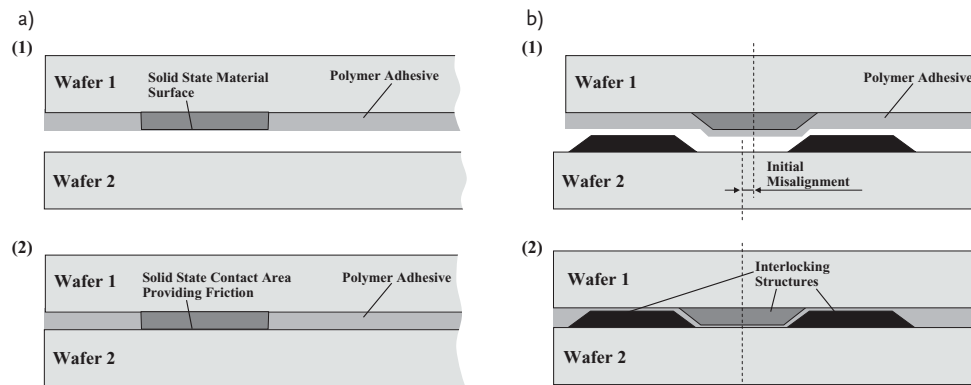 a)
(1)
Wafer 1
Solid State Material
Surface
Polymer Adhesive
Wafer 2
(2)
Wafer 1
Solid State Contact Area
Providing Friction
Polymer Adhesive
Wafer 2
b)
(1)
Wafer 1
Polymer Adhesive
Wafer 2
Initial
Misalignment
(2)
Wafer 1
Interlocking
Structures
Wafer 2